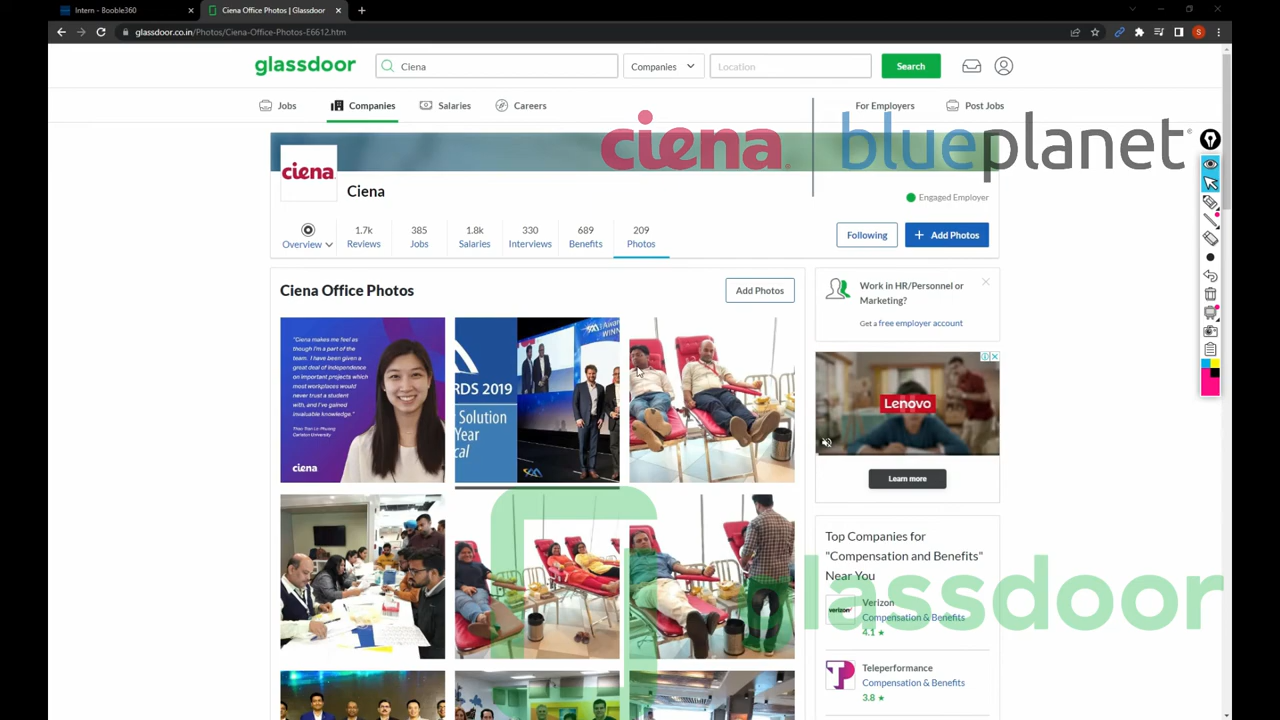 Intern - Booble360
Ciena Office Photos | Glassdoor
glassdoor.co.in/Photos/Ciena-Office-Photos-E6612.htm
S
glassdoor
Ciena
Companies
Location
Search
Jobs
Companies
Salaries
Careers
For Employers
Post Jobs
ciena | blueplanet
ciena
Ciena
Engaged Employer
Overview
1.7k
Reviews
385
Jobs
1.8k
Salaries
330
Interviews
689
Benefits
209
Photos
Following
+ Add Photos
Ciena Office Photos
Add Photos
Work in HR/Personnel or
Marketing?
Get a free employer account
"Ciena makes me feel as
though I'm a part of the
team. I have been given a
great deal of independence
on important projects which
most workplaces would
never trust a student
with, and I've gained
invaluable knowledge."
Carleton University
ciena
RDS 2019
Solution
Year
ical
Lenovo
Learn more
Top Companies for
"Compensation and Benefits"
Near You
verizon
Verizon
Compensation & Benefits
4.1 ★
Teleperformance
Compensation & Benefits
3.8 ★
glassdoor